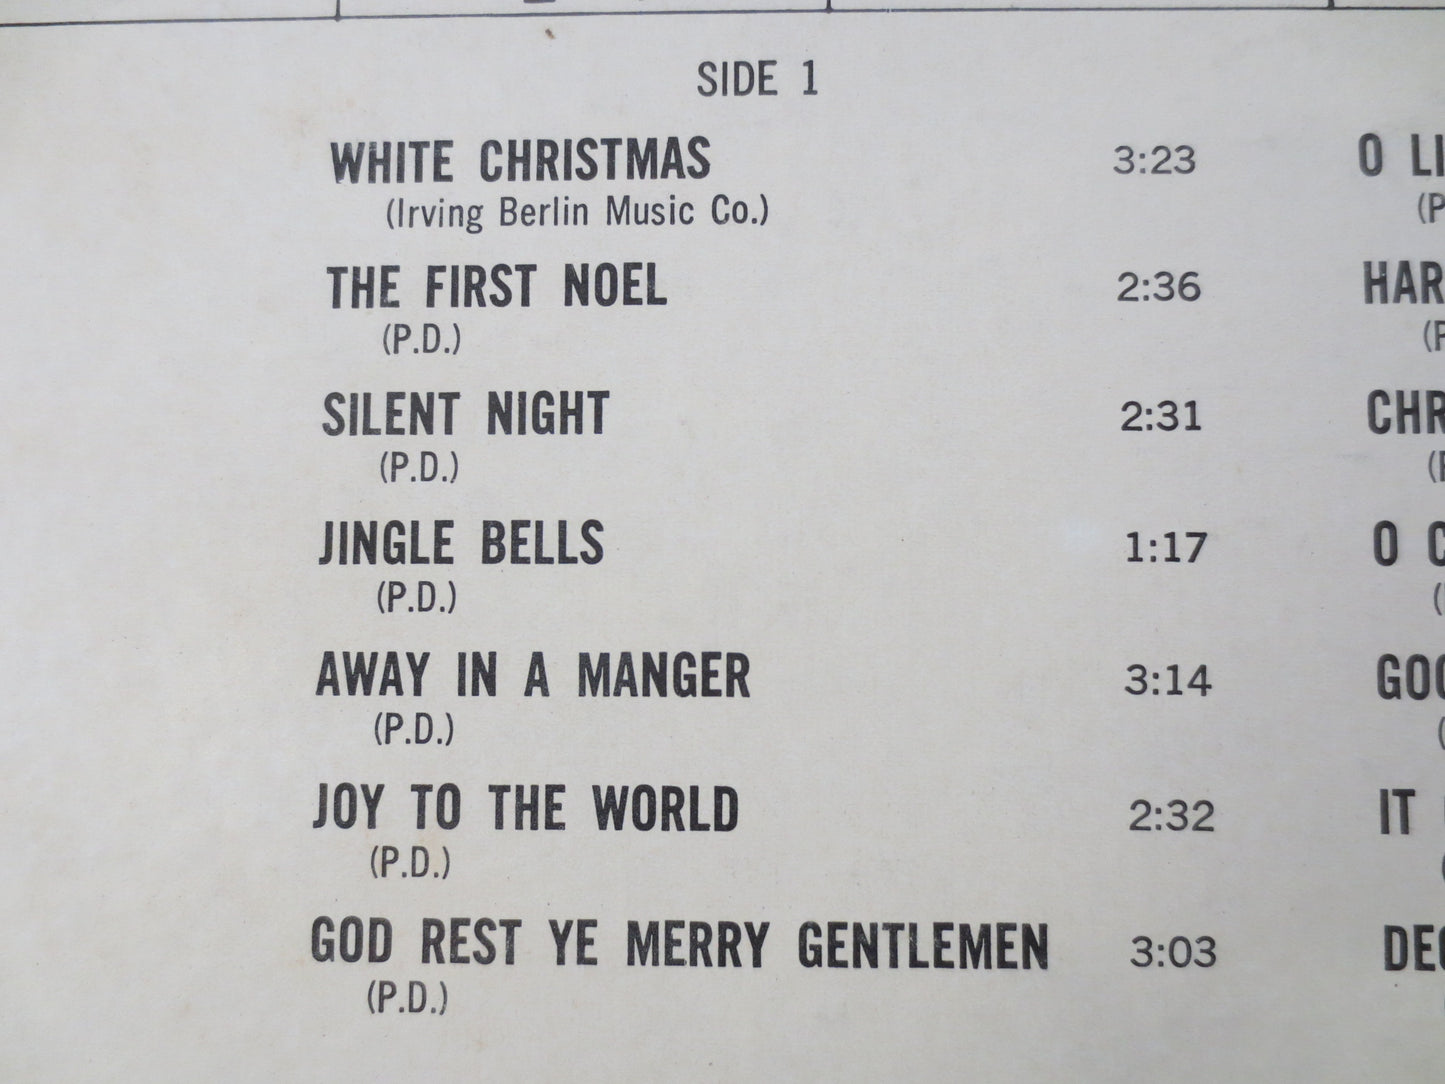 SIDE 1
WHITE CHRISTMAS 3:23
(Irving Berlin Music Co.)
THE FIRST NOEL 2:36
(P.D.)
SILENT NIGHT 2:31
(P.D.)
JINGLE BELLS 1:17
(P.D.)
AWAY IN A MANGER 3:14
(P.D.)
JOY TO THE WORLD 2:32
(P.D.)
GOD REST YE MERRY GENTLEMEN 3:03
(P.D.)
O
O
IT